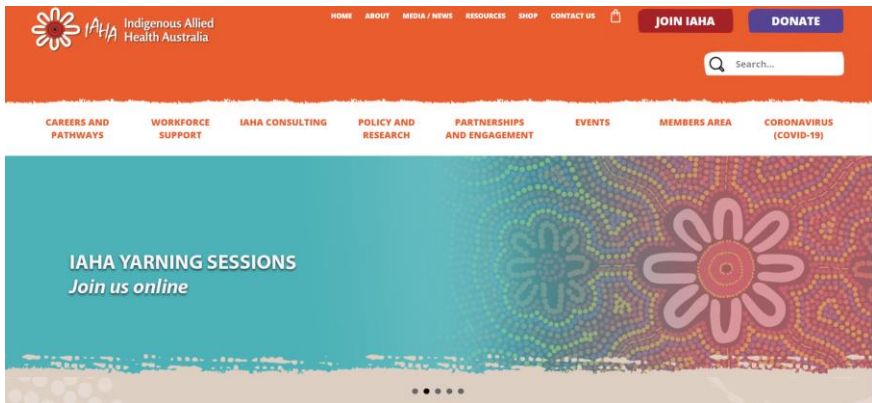 IAHA Indigenous Allied
Health Australia
HOME ABOUT MEDIA / NEWS RESOURCES SHOP CONTACT US
JOIN IAHA
DONATE
Search...
CAREERS AND
PATHWAYS
WORKFORCE
SUPPORT
IAHA CONSULTING
POLICY AND
RESEARCH
PARTNERSHIPS
AND ENGAGEMENT
EVENTS
MEMBERS AREA
CORONAVIRUS
(COVID-19)
IAHA YARNING SESSIONS
Join us online